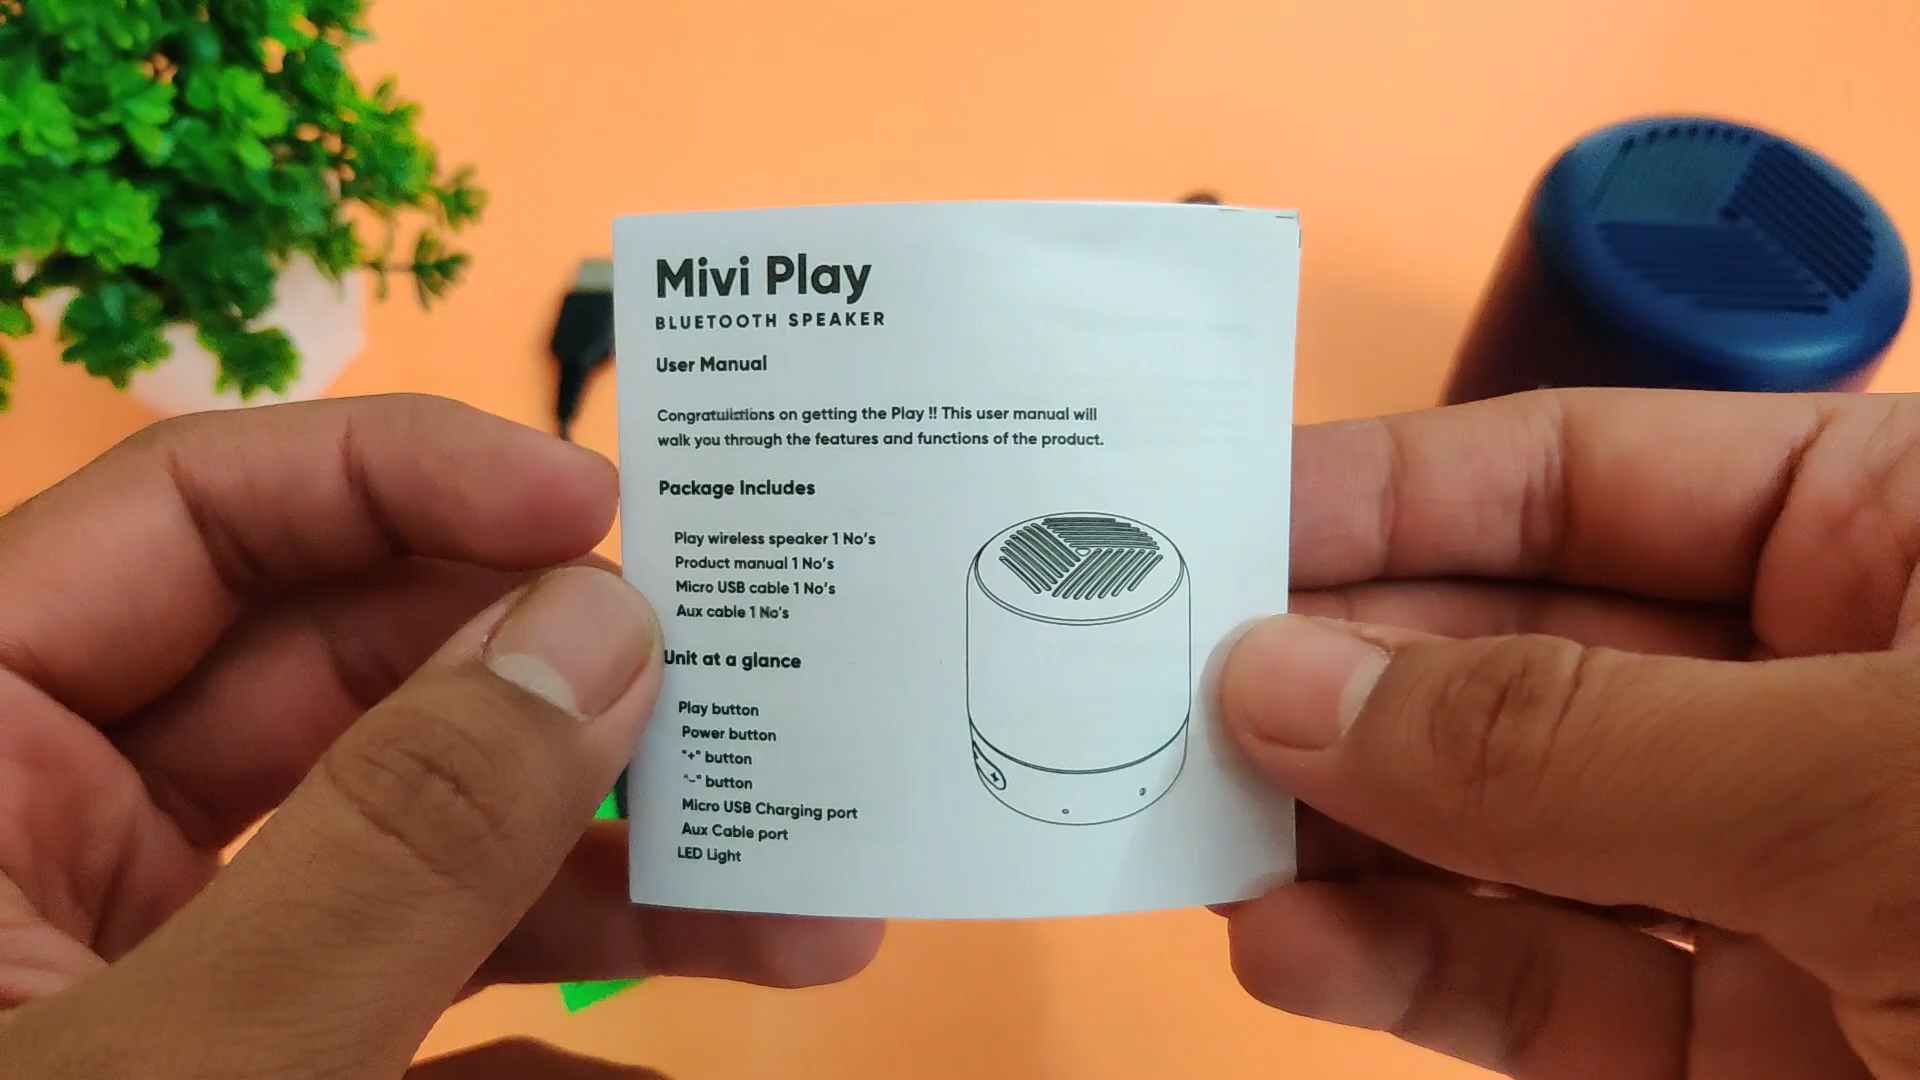 Mivi Play
BLUETOOTH SPEAKER
User Manual
Congratulations on getting the Play !! This user manual will
walk you through the features and functions of the product.
Package Includes
Play wireless speaker 1 No's
Product manual 1 No's
Micro USB cable 1 No's
Aux cable 1 No's
Unit at a glance
Play button
Power button
"+" button
"-" button
Micro USB Charging port
Aux Cable port
LED Light